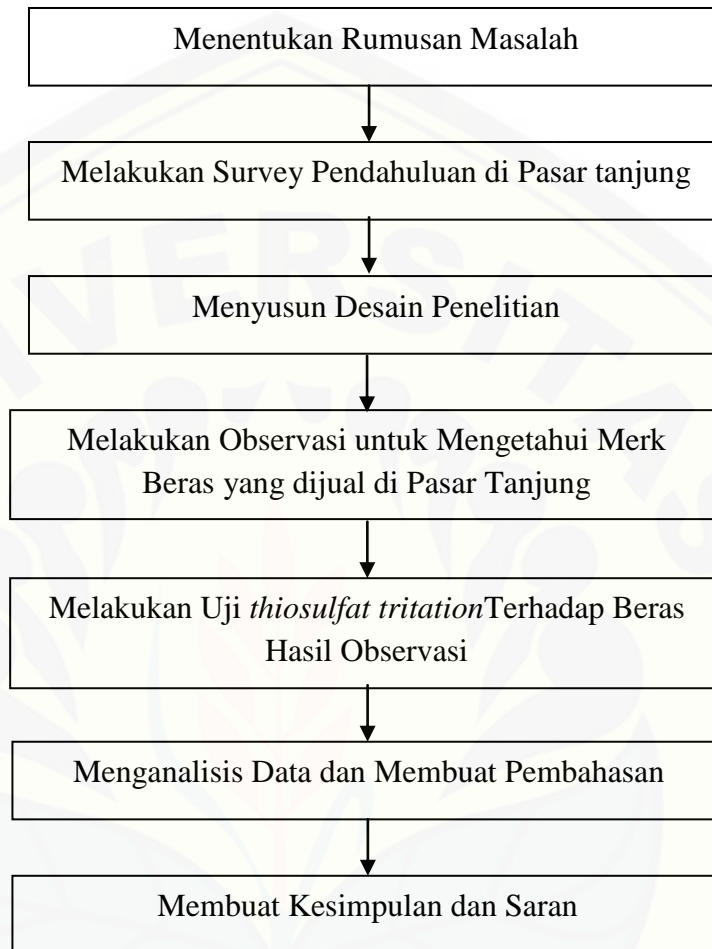 Menentukan Rumusan Masalah
Melakukan Survey Pendahuluan di Pasar tanjung
Menyusun Desain Penelitian
Melakukan Observasi untuk Mengetahui Merk
Beras yang dijual di Pasar Tanjung
Melakukan Uji thiosulfat tritationTerhadap Beras
Hasil Observasi
Menganalisis Data dan Membuat Pembahasan
Membuat Kesimpulan dan Saran